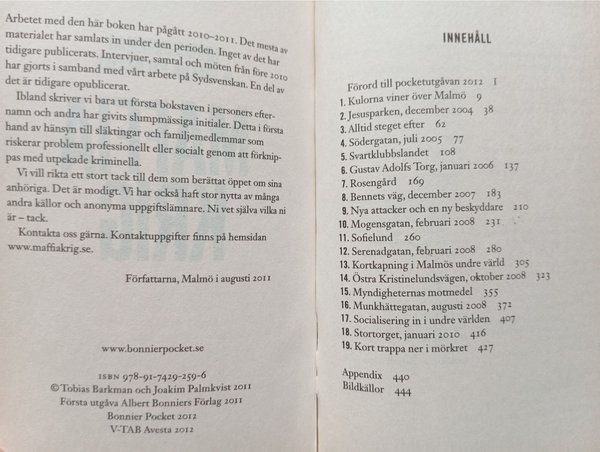 Arbetet med den här boken har pågått 2010–2011. Det mesta av
materialet har samlats in under den perioden. Inget av det har
tidigare publicerats. Intervjuer, samtal och möten från före 2010
har gjorts i samband med vårt arbete på Sydsvenskan. En del av
det är tidigare opublicerat.
Ibland skriver vi bara ut första bokstaven i personers efter-
namn och andra har givits slumpmässiga initialer. Detta i första
hand av hänsyn till släktingar och familjemedlemmar som
riskerar problem professionellt eller socialt genom att förknip-
pas med utpekade kriminella.
Vi vill rikta ett stort tack till dem som berättat öppet om sina
anhöriga. Det är modigt. Vi har också haft stor nytta av många
andra källor och anonyma uppgiftslämnare. Ni vet själva vilka ni
är – tack.
Kontakta oss gärna. Kontaktuppgifter finns på hemsidan
www.maffiakrig.se.
Författarna, Malmö i augusti 2011
www.bonnierpocket.se
ISBN 978-91-7429-259-6
© Tobias Barkman och Joakim Palmkvist 2011
Första utgåva Albert Bonniers Förlag 2011
Bonnier Pocket 2012
V-TAB Avesta 2012
INNEHÅLL
Förord till pocketutgåvan 2012 1
1. Kulorna viner över Malmö 9
2. Jesusparken, december 2004 38
3. Alltid steget efter 62
4. Södergatan, juli 2005 77
5. Svartklubbslandet 108
6. Gustav Adolfs Torg, januari 2006 137
7. Rosengård 169
8. Bennets väg, december 2007 183
9. Nya attacker och en ny beskyddare 210
10. Mogensgatan, februari 2008 231
11. Sofielund 260
12. Serenadgatan, februari 2008 280
13. Kortkapning i Malmös undre värld 305
14. Östra Kristinelundsvägen, oktober 2008 323
15. Myndigheternas motmedel 355
16. Munkhättegatan, augusti 2008 372
17. Socialisering in i undre världen 407
18. Stortorget, januari 2010 416
19. Kort trappa ner i mörkret 427
Appendix 440
Bildkällor 444